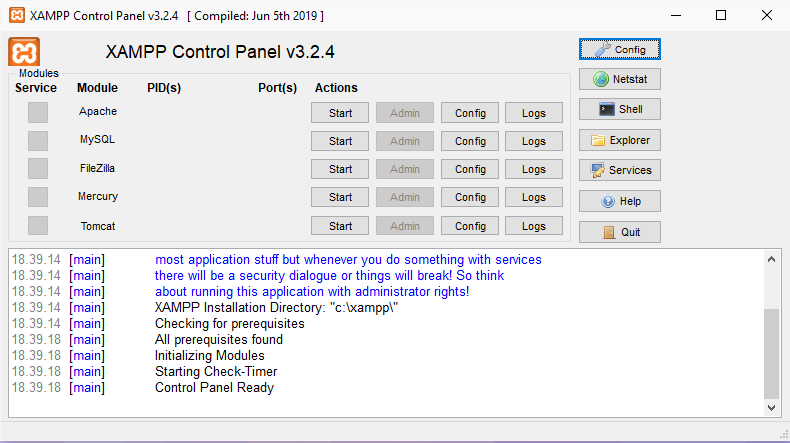 XAMPP Control Panel v3.2.4 [ Compiled: Jun 5th 2019 ]
XAMPP Control Panel v3.2.4
Config
Modules
Netstat
Service Module PID(s) Port(s) Actions
Apache Start Admin Config Logs
Shell
MySQL Start Admin Config Logs
Explorer
FileZilla Start Admin Config Logs
Services
Mercury Start Admin Config Logs
Help
Tomcat Start Admin Config Logs
Quit
18.39.14 [main] most application stuff but whenever you do something with services
18.39.14 [main] there will be a security dialogue or things will break! So think
18.39.14 [main] about running this application with administrator rights!
18.39.14 [main] XAMPP Installation Directory: "c:\xampp\"
18.39.14 [main] Checking for prerequisites
18.39.18 [main] All prerequisites found
18.39.18 [main] Initializing Modules
18.39.18 [main] Starting Check-Timer
18.39.18 [main] Control Panel Ready